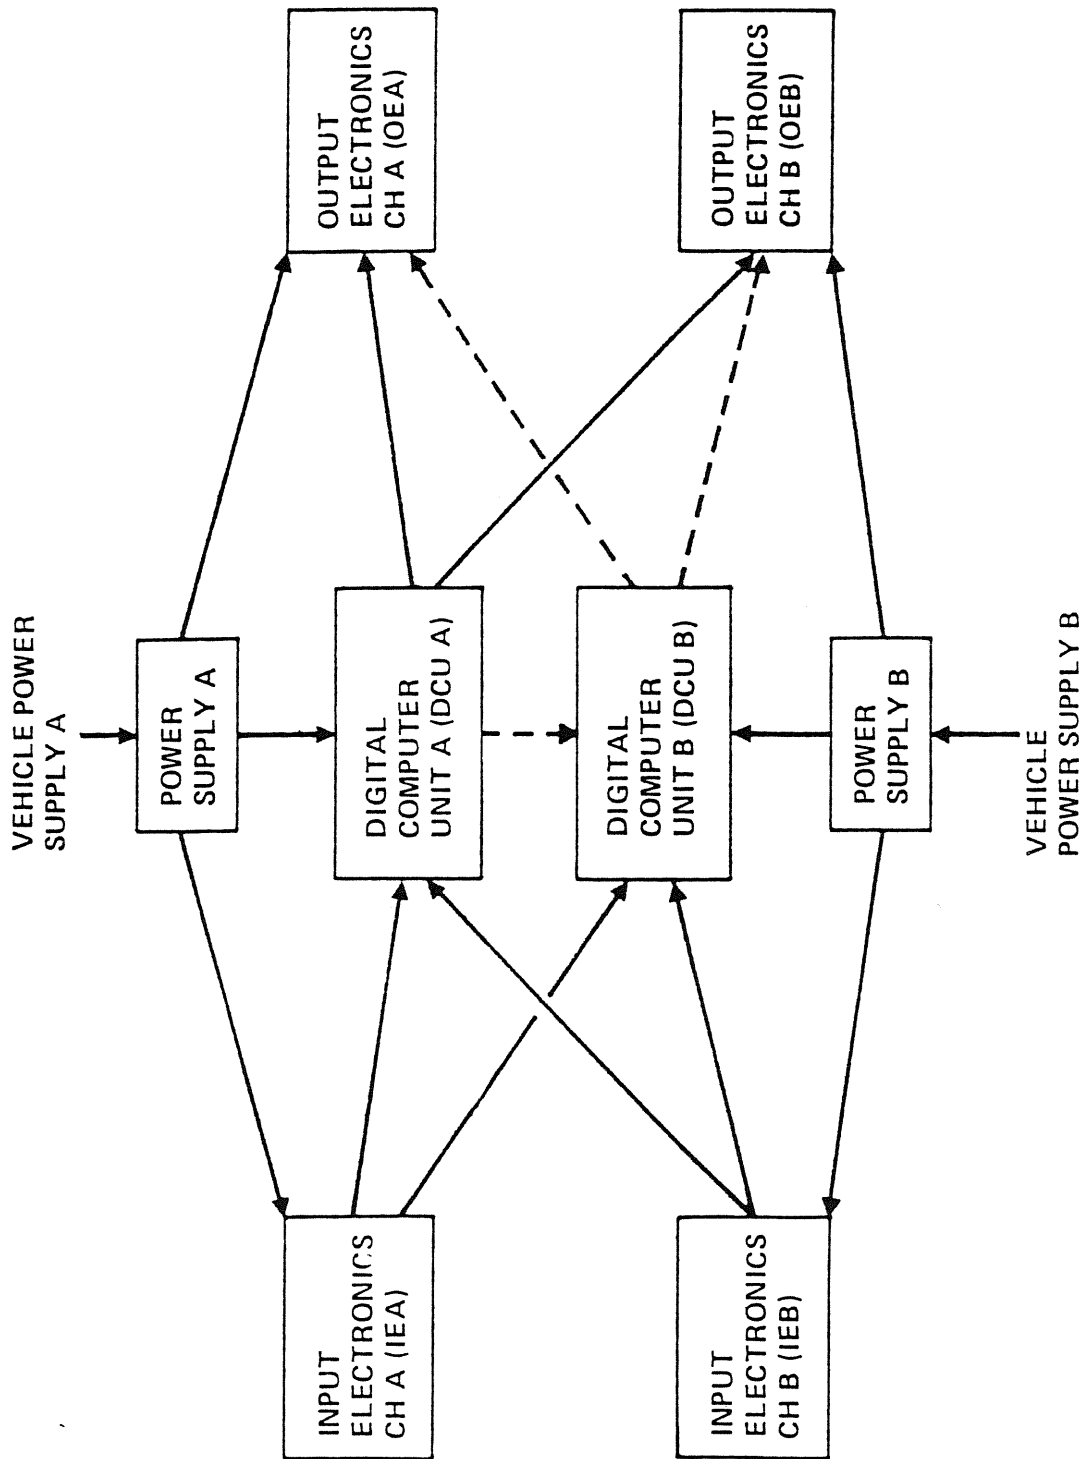 VEHICLE POWER
SUPPLY A
POWER
SUPPLY A
INPUT
ELECTRONICS
CH A (IEA)
DIGITAL
COMPUTER
UNIT A (DCU A)
OUTPUT
ELECTRONICS
CH A (OEA)
INPUT
ELECTRONICS
CH B (IEB)
DIGITAL
COMPUTER
UNIT B (DCU B)
OUTPUT
ELECTRONICS
CH B (OEB)
POWER
SUPPLY B
VEHICLE
POWER SUPPLY B